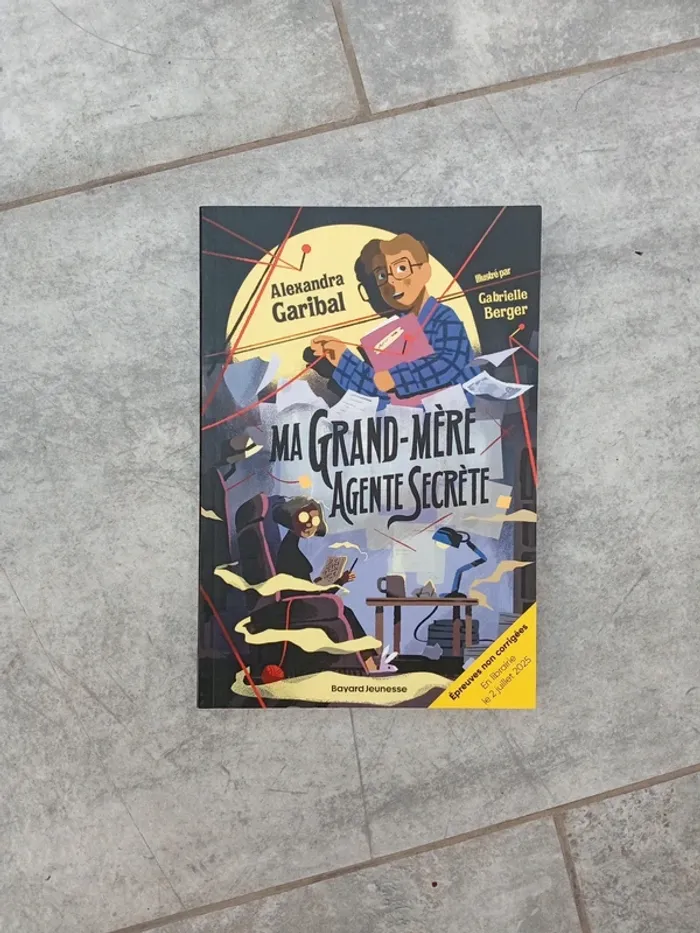 Alexandra
Garibal
Illustré par
Gabrielle
Berger
MA GRAND-MÈRE
AGENTE SECRÈTE
Bayard Jeunesse
Épreuves non corrigées
En librairie
le 2 juillet 2025